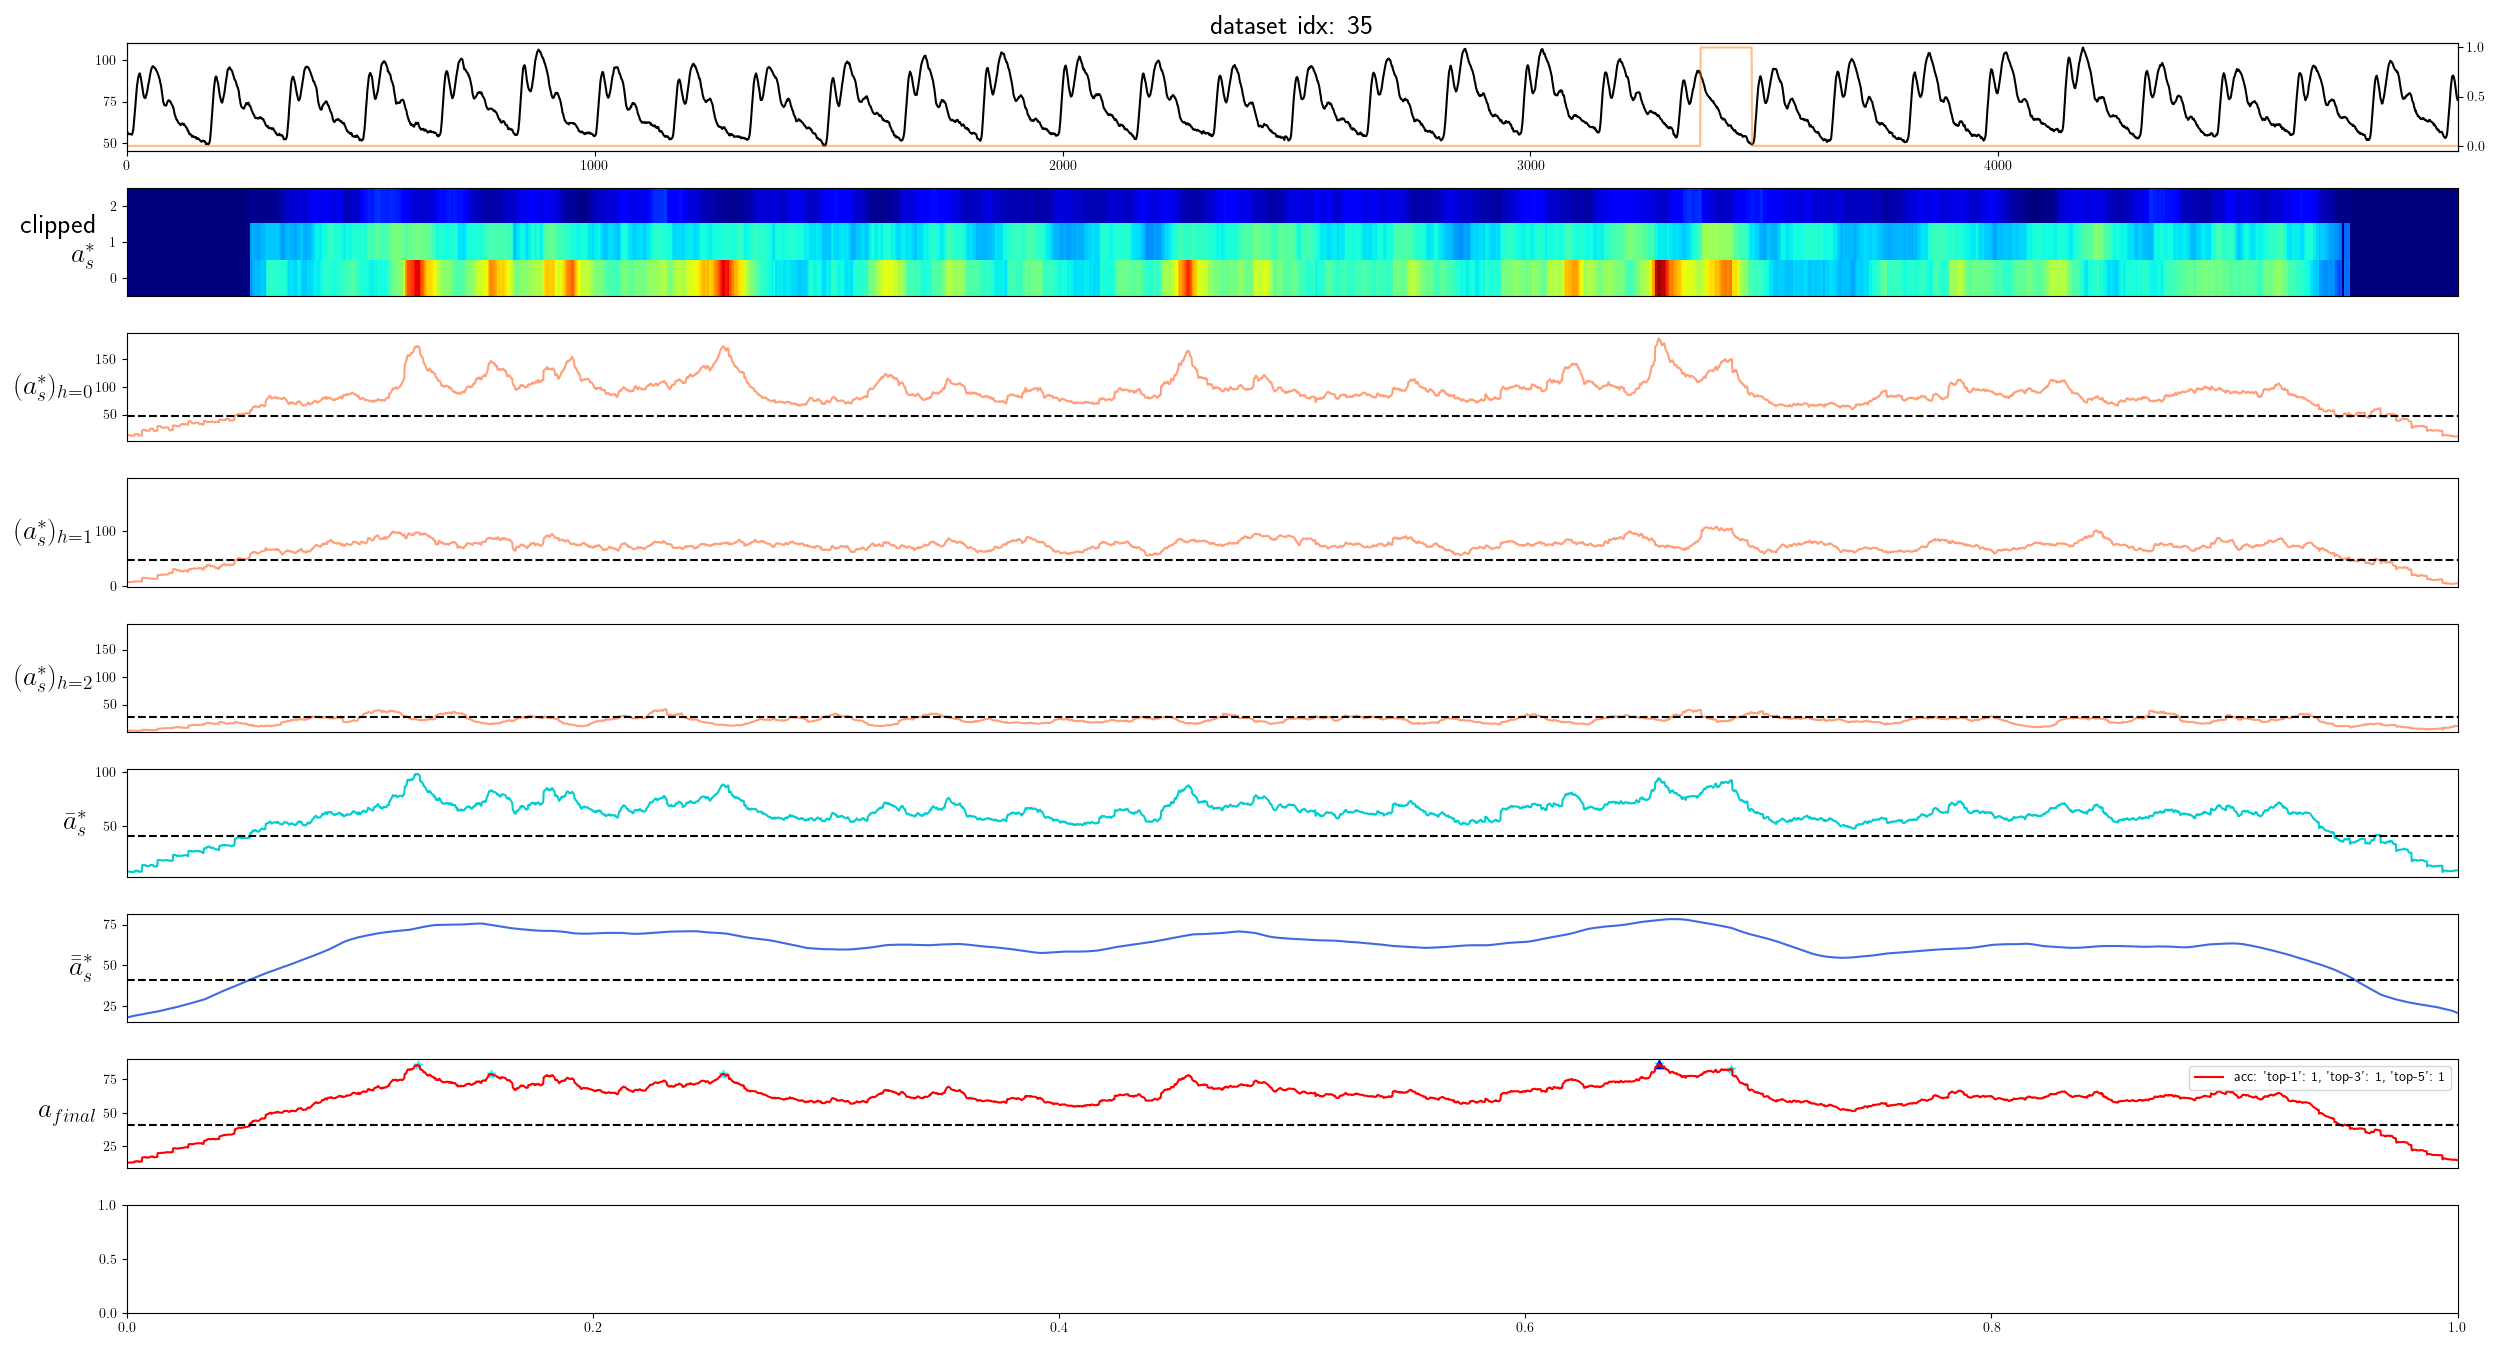 dataset idx: 35
100
75
50
1.0
0.5
0.0
0 1000 2000 3000 4000
clipped
a*s
2
1
0
(a*s)h=0
150
100
50
(a*s)h=1
100
0
(a*s)h=2
150
100
50
ā*s
100
50
a̿*s
75
50
25
afinal
75
50
25
acc: 'top-1': 1, 'top-3': 1, 'top-5': 1
1.0
0.5
0.0
0.0 0.2 0.4 0.6 0.8 1.0